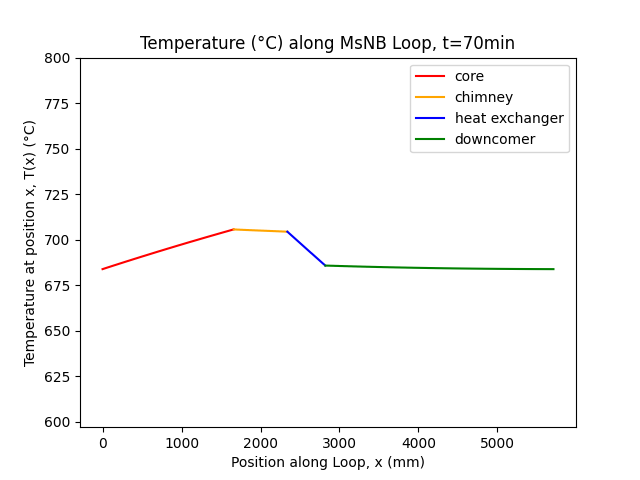 Temperature (°C) along MsNB Loop, t=70min
core
chimney
heat exchanger
downcomer
Temperature at position x, T(x) (°C)
800
775
750
725
700
675
650
625
600
0 1000 2000 3000 4000 5000
Position along Loop, x (mm)